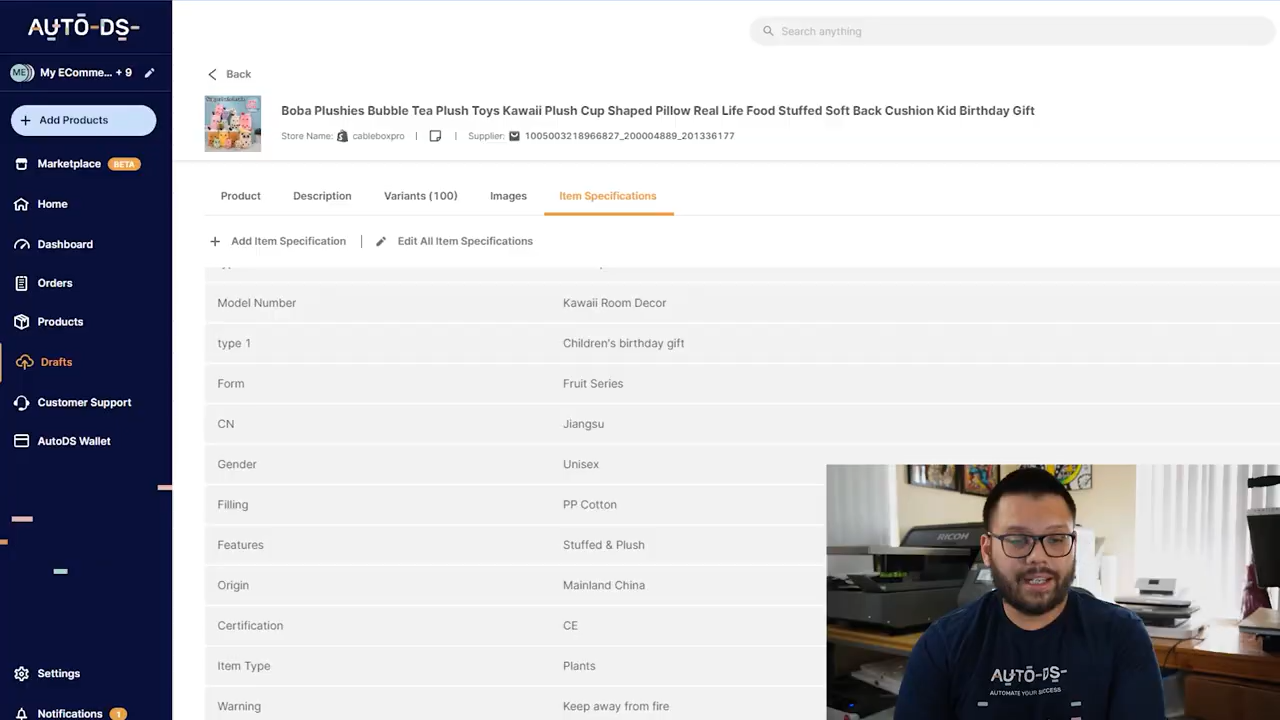 AUTO-DS-
Search anything
ME
My EComme... + 9
Back
Boba Plushies Bubble Tea Plush Toys Kawaii Plush Cup Shaped Pillow Real Life Food Stuffed Soft Back Cushion Kid Birthday Gift
Store Name: cableboxpro | | Supplier: 1005003218966827_200004889_201336177
+ Add Products
Marketplace BETA
Home
Dashboard
Orders
Products
Drafts
Customer Support
AutoDS Wallet
Settings
Notifications 1
Product Description Variants (100) Images Item Specifications
+ Add Item Specification | Edit All Item Specifications
Model Number Kawaii Room Decor
type 1 Children's birthday gift
Form Fruit Series
CN Jiangsu
Gender Unisex
Filling PP Cotton
Features Stuffed & Plush
Origin Mainland China
Certification CE
Item Type Plants
Warning Keep away from fire
RICOH
AUTO-DS-
AUTOMATE YOUR SUCCESS